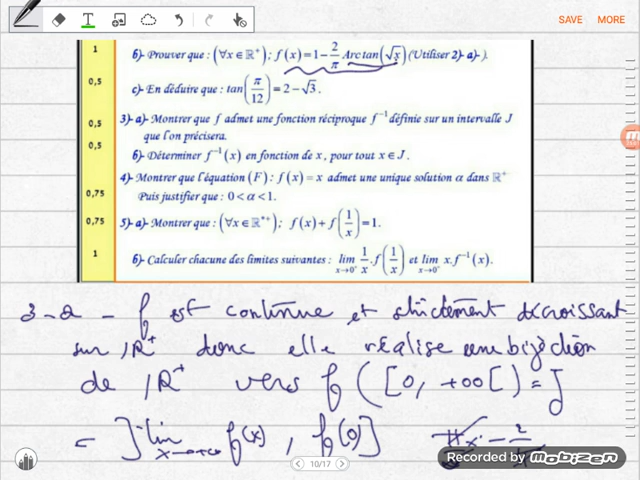 SAVE MORE
1 b)- Prouver que : (∀x ∈ ℝ⁺) ; f(x) = 1 − 2/π Arctan(√x) (Utiliser 2)- a)- ).
0,5 c)- En déduire que : tan(π/12) = 2 − √3.
0,5 3)- a)- Montrer que f admet une fonction réciproque f⁻¹ définie sur un intervalle J
que l'on précisera.
0,5 b)- Déterminer f⁻¹(x) en fonction de x, pour tout x ∈ J.
4)- Montrer que l'équation (F) : f(x) = x admet une unique solution α dans ℝ⁺
0,75 Puis justifier que : 0 < α < 1.
0,75 5)- a)- Montrer que : (∀x ∈ ℝ*⁺) ; f(x) + f(1/x) = 1.
1 b)- Calculer chacune des limites suivantes : lim x→0⁺ 1/x . f(1/x) et lim x→0⁺ x.f⁻¹(x).
3-a - f est continue et strictement décroissant
sur ℝ⁺ donc elle réalise une bijection
de ℝ⁺ vers f([0, +∞[) = J
= ] lim x→+∞ f(x), f(0)]
10/17
RECORDED BY mobizen